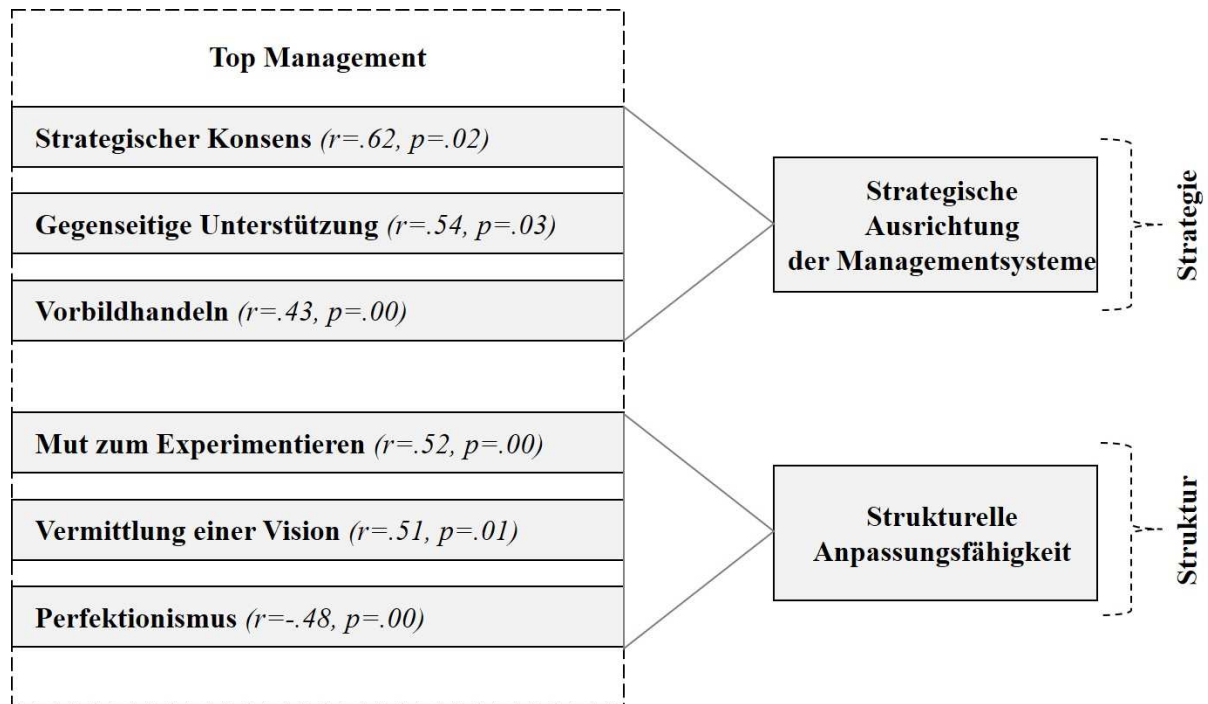 Top Management
Strategischer Konsens (r=.62, p=.02)
Gegenseitige Unterstützung (r=.54, p=.03)
Vorbildhandeln (r=.43, p=.00)
Strategische
Ausrichtung
der Managementsysteme
Strategie
Mut zum Experimentieren (r=.52, p=.00)
Vermittlung einer Vision (r=.51, p=.01)
Perfektionismus (r=-.48, p=.00)
Strukturelle
Anpassungsfähigkeit
Struktur